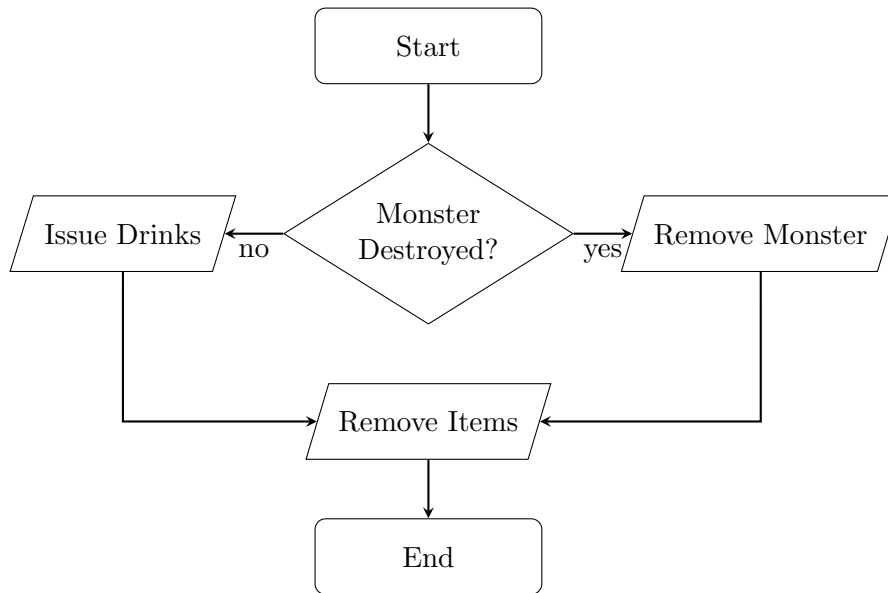 Start
Monster
Destroyed?
Issue Drinks
no
yes
Remove Monster
Remove Items
End